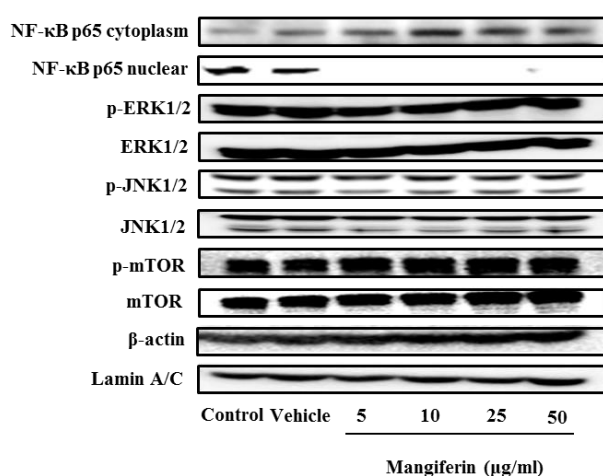 NF-κB p65 cytoplasm
NF-κB p65 nuclear
p-ERK1/2
ERK1/2
p-JNK1/2
JNK1/2
p-mTOR
mTOR
β-actin
Lamin A/C
Control Vehicle 5 10 25 50
Mangiferin (μg/ml)